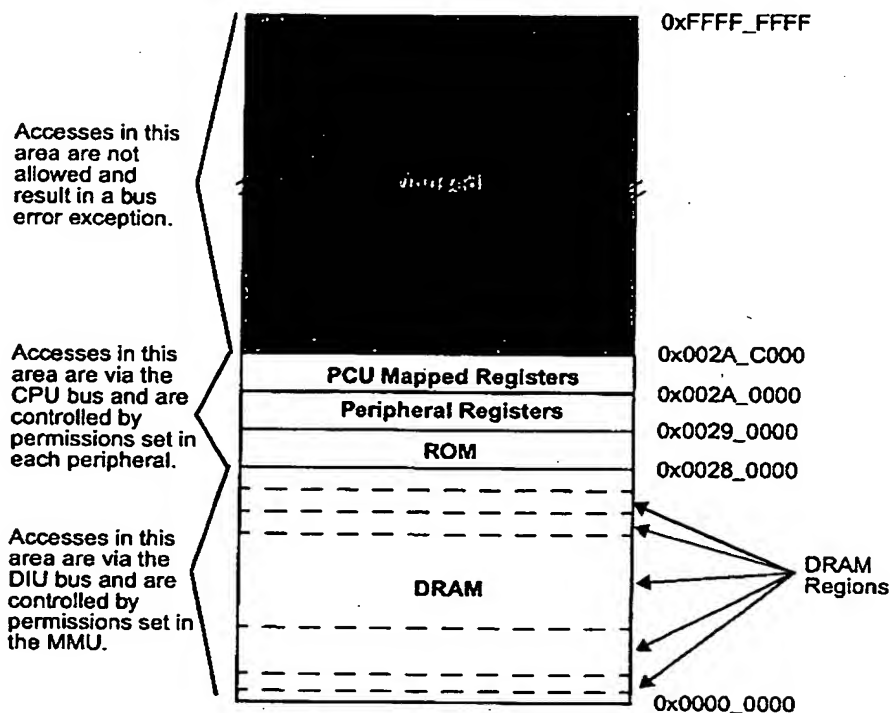 0xFFFF_FFFF
Accesses in this
area are not
allowed and
result in a bus
error exception.
0x002A_C000
Accesses in this
area are via the
CPU bus and are
controlled by
permissions set in
each peripheral.
PCU Mapped Registers
0x002A_0000
Peripheral Registers
0x0029_0000
ROM
0x0028_0000
Accesses in this
area are via the
DIU bus and are
controlled by
permissions set in
the MMU.
DRAM
DRAM
Regions
0x0000_0000